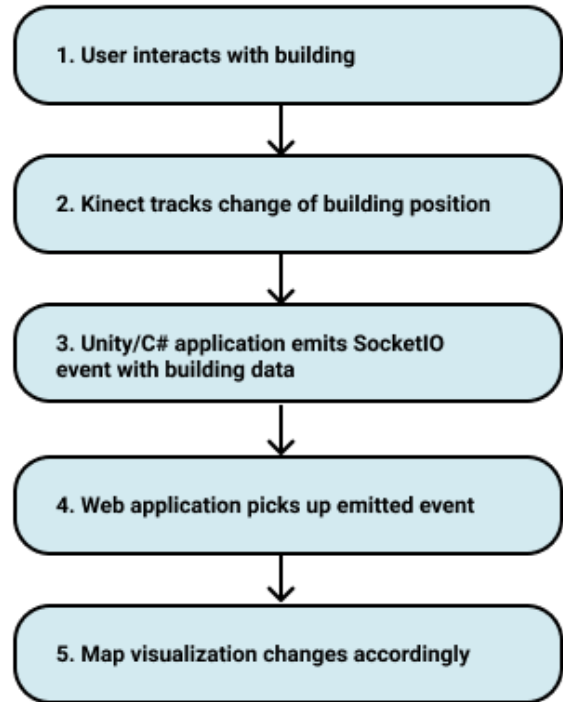 1. User interacts with building
2. Kinect tracks change of building position
3. Unity/C# application emits SocketIO
event with building data
4. Web application picks up emitted event
5. Map visualization changes accordingly